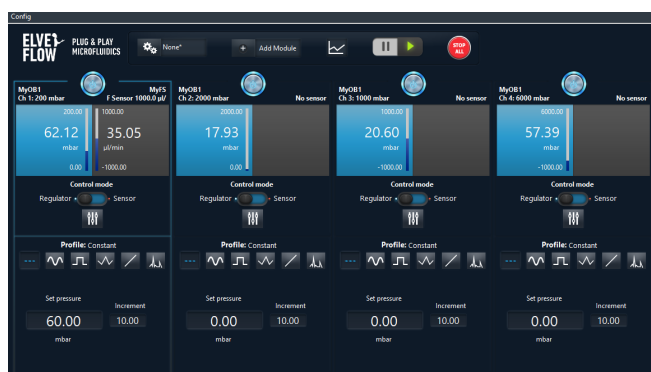 Config
ELVE FLOW
PLUG & PLAY
MICROFLUIDICS
None*
+ Add Module
STOP ALL
MyOB1 MyFS
Ch 1: 200 mbar F Sensor 1000.0 µl/
200.00 1000.00
62.12 35.05
mbar µl/min
0.00 -1000.00
Control mode
Regulator Sensor
Profile: Constant
---
Set pressure
Increment
60.00 10.00
mbar
MyOB1
Ch 2: 2000 mbar No sensor
2000.00
17.93
mbar
0.00
Control mode
Regulator Sensor
Profile: Constant
---
Set pressure
Increment
0.00 10.00
mbar
MyOB1
Ch 3: 1000 mbar No sensor
1000.00
20.60
mbar
-1000.00
Control mode
Regulator Sensor
Profile: Constant
---
Set pressure
Increment
0.00 10.00
mbar
MyOB1
Ch 4: 6000 mbar No sensor
6000.00
57.39
mbar
-1000.00
Control mode
Regulator Sensor
Profile: Constant
---
Set pressure
Increment
0.00 10.00
mbar